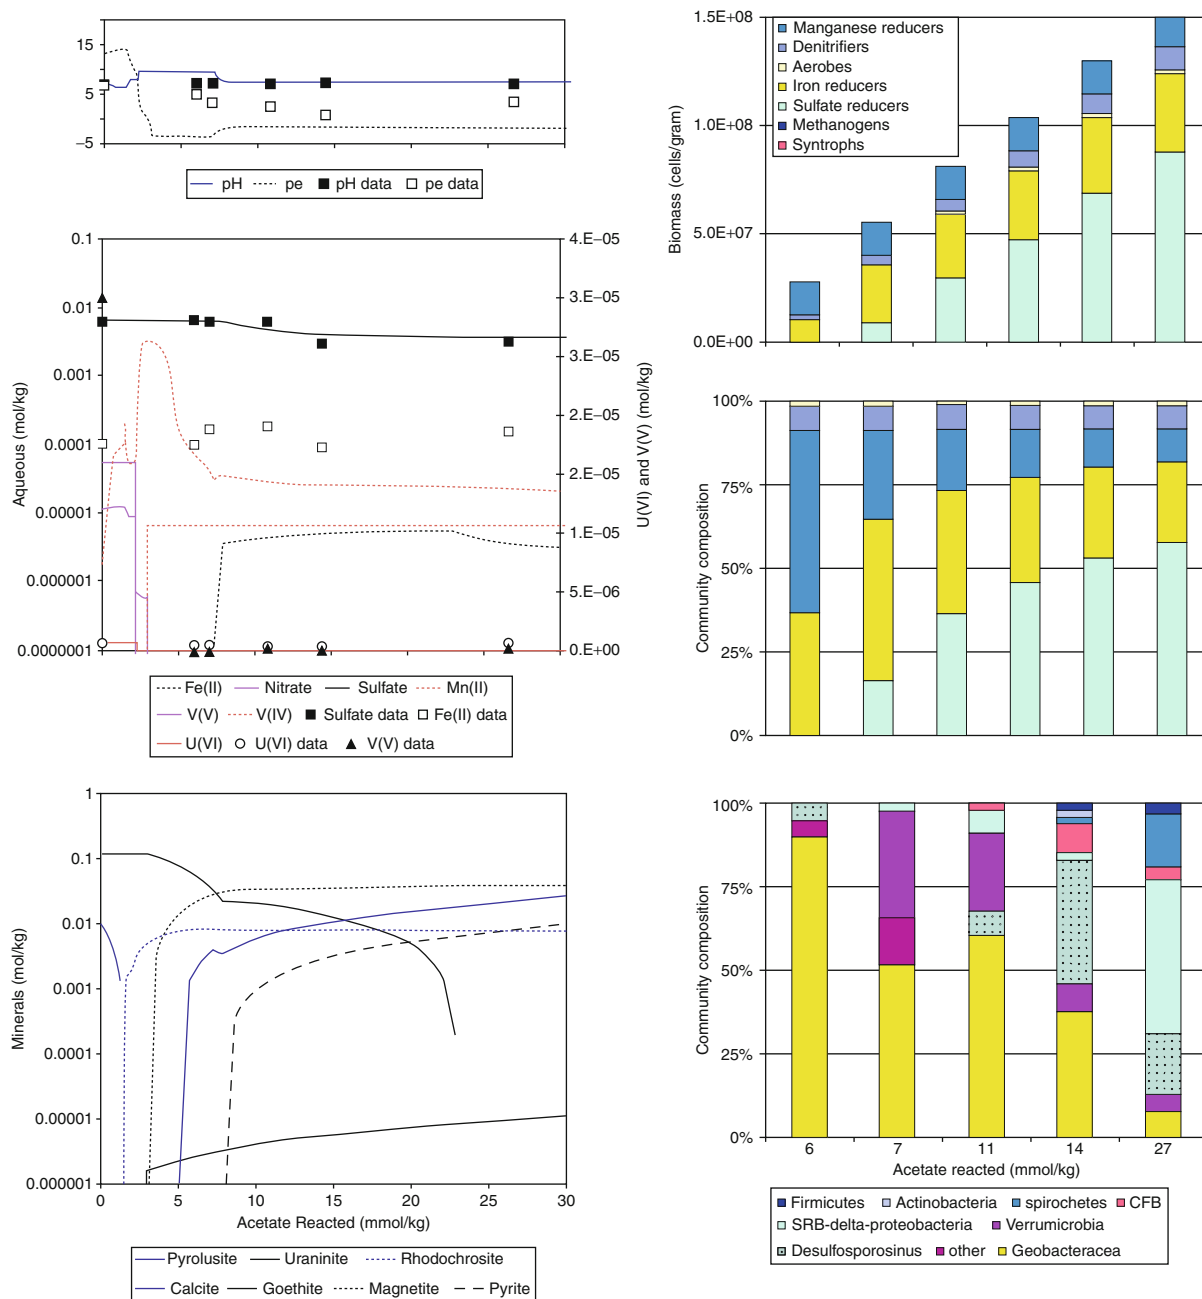 15
5
−5
pH pe pH data pe data
0.1
0.01
0.001
0.0001
0.00001
0.000001
0.0000001
Aqueous (mol/kg)
4.E−05
3.E−05
3.E−05
2.E−05
2.E−05
1.E−05
5.E−06
0.E+00
U(VI) and V(V) (mol/kg)
Fe(II) Nitrate Sulfate Mn(II)
V(V) V(IV) Sulfate data Fe(II) data
U(VI) U(VI) data V(V) data
1
0.1
0.01
0.001
0.0001
0.00001
0.000001
Minerals (mol/kg)
0 5 10 15 20 25 30
Acetate Reacted (mmol/kg)
Pyrolusite Uraninite Rhodochrosite
Calcite Goethite Magnetite Pyrite
1.5E+08
1.0E+08
5.0E+07
0.0E+00
Biomass (cells/gram)
Manganese reducers
Denitrifiers
Aerobes
Iron reducers
Sulfate reducers
Methanogens
Syntrophs
100%
75%
50%
25%
0%
Community composition
100%
75%
50%
25%
0%
Community composition
6 7 11 14 27
Acetate reacted (mmol/kg)
Firmicutes Actinobacteria spirochetes CFB
SRB-delta-proteobacteria Verrumicrobia
Desulfosporosinus other Geobacteracea